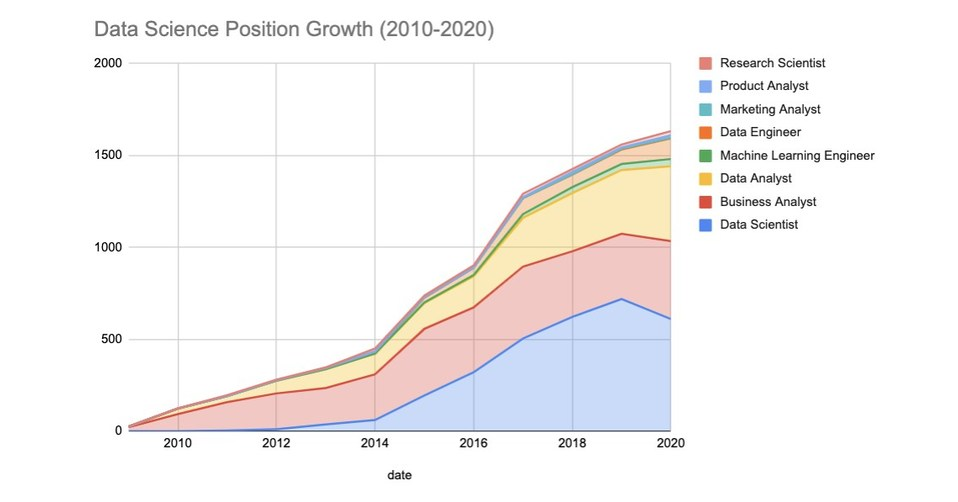 Data Science Position Growth (2010-2020)
2000
1500
1000
500
0
2010 2012 2014 2016 2018 2020
date
Research Scientist
Product Analyst
Marketing Analyst
Data Engineer
Machine Learning Engineer
Data Analyst
Business Analyst
Data Scientist